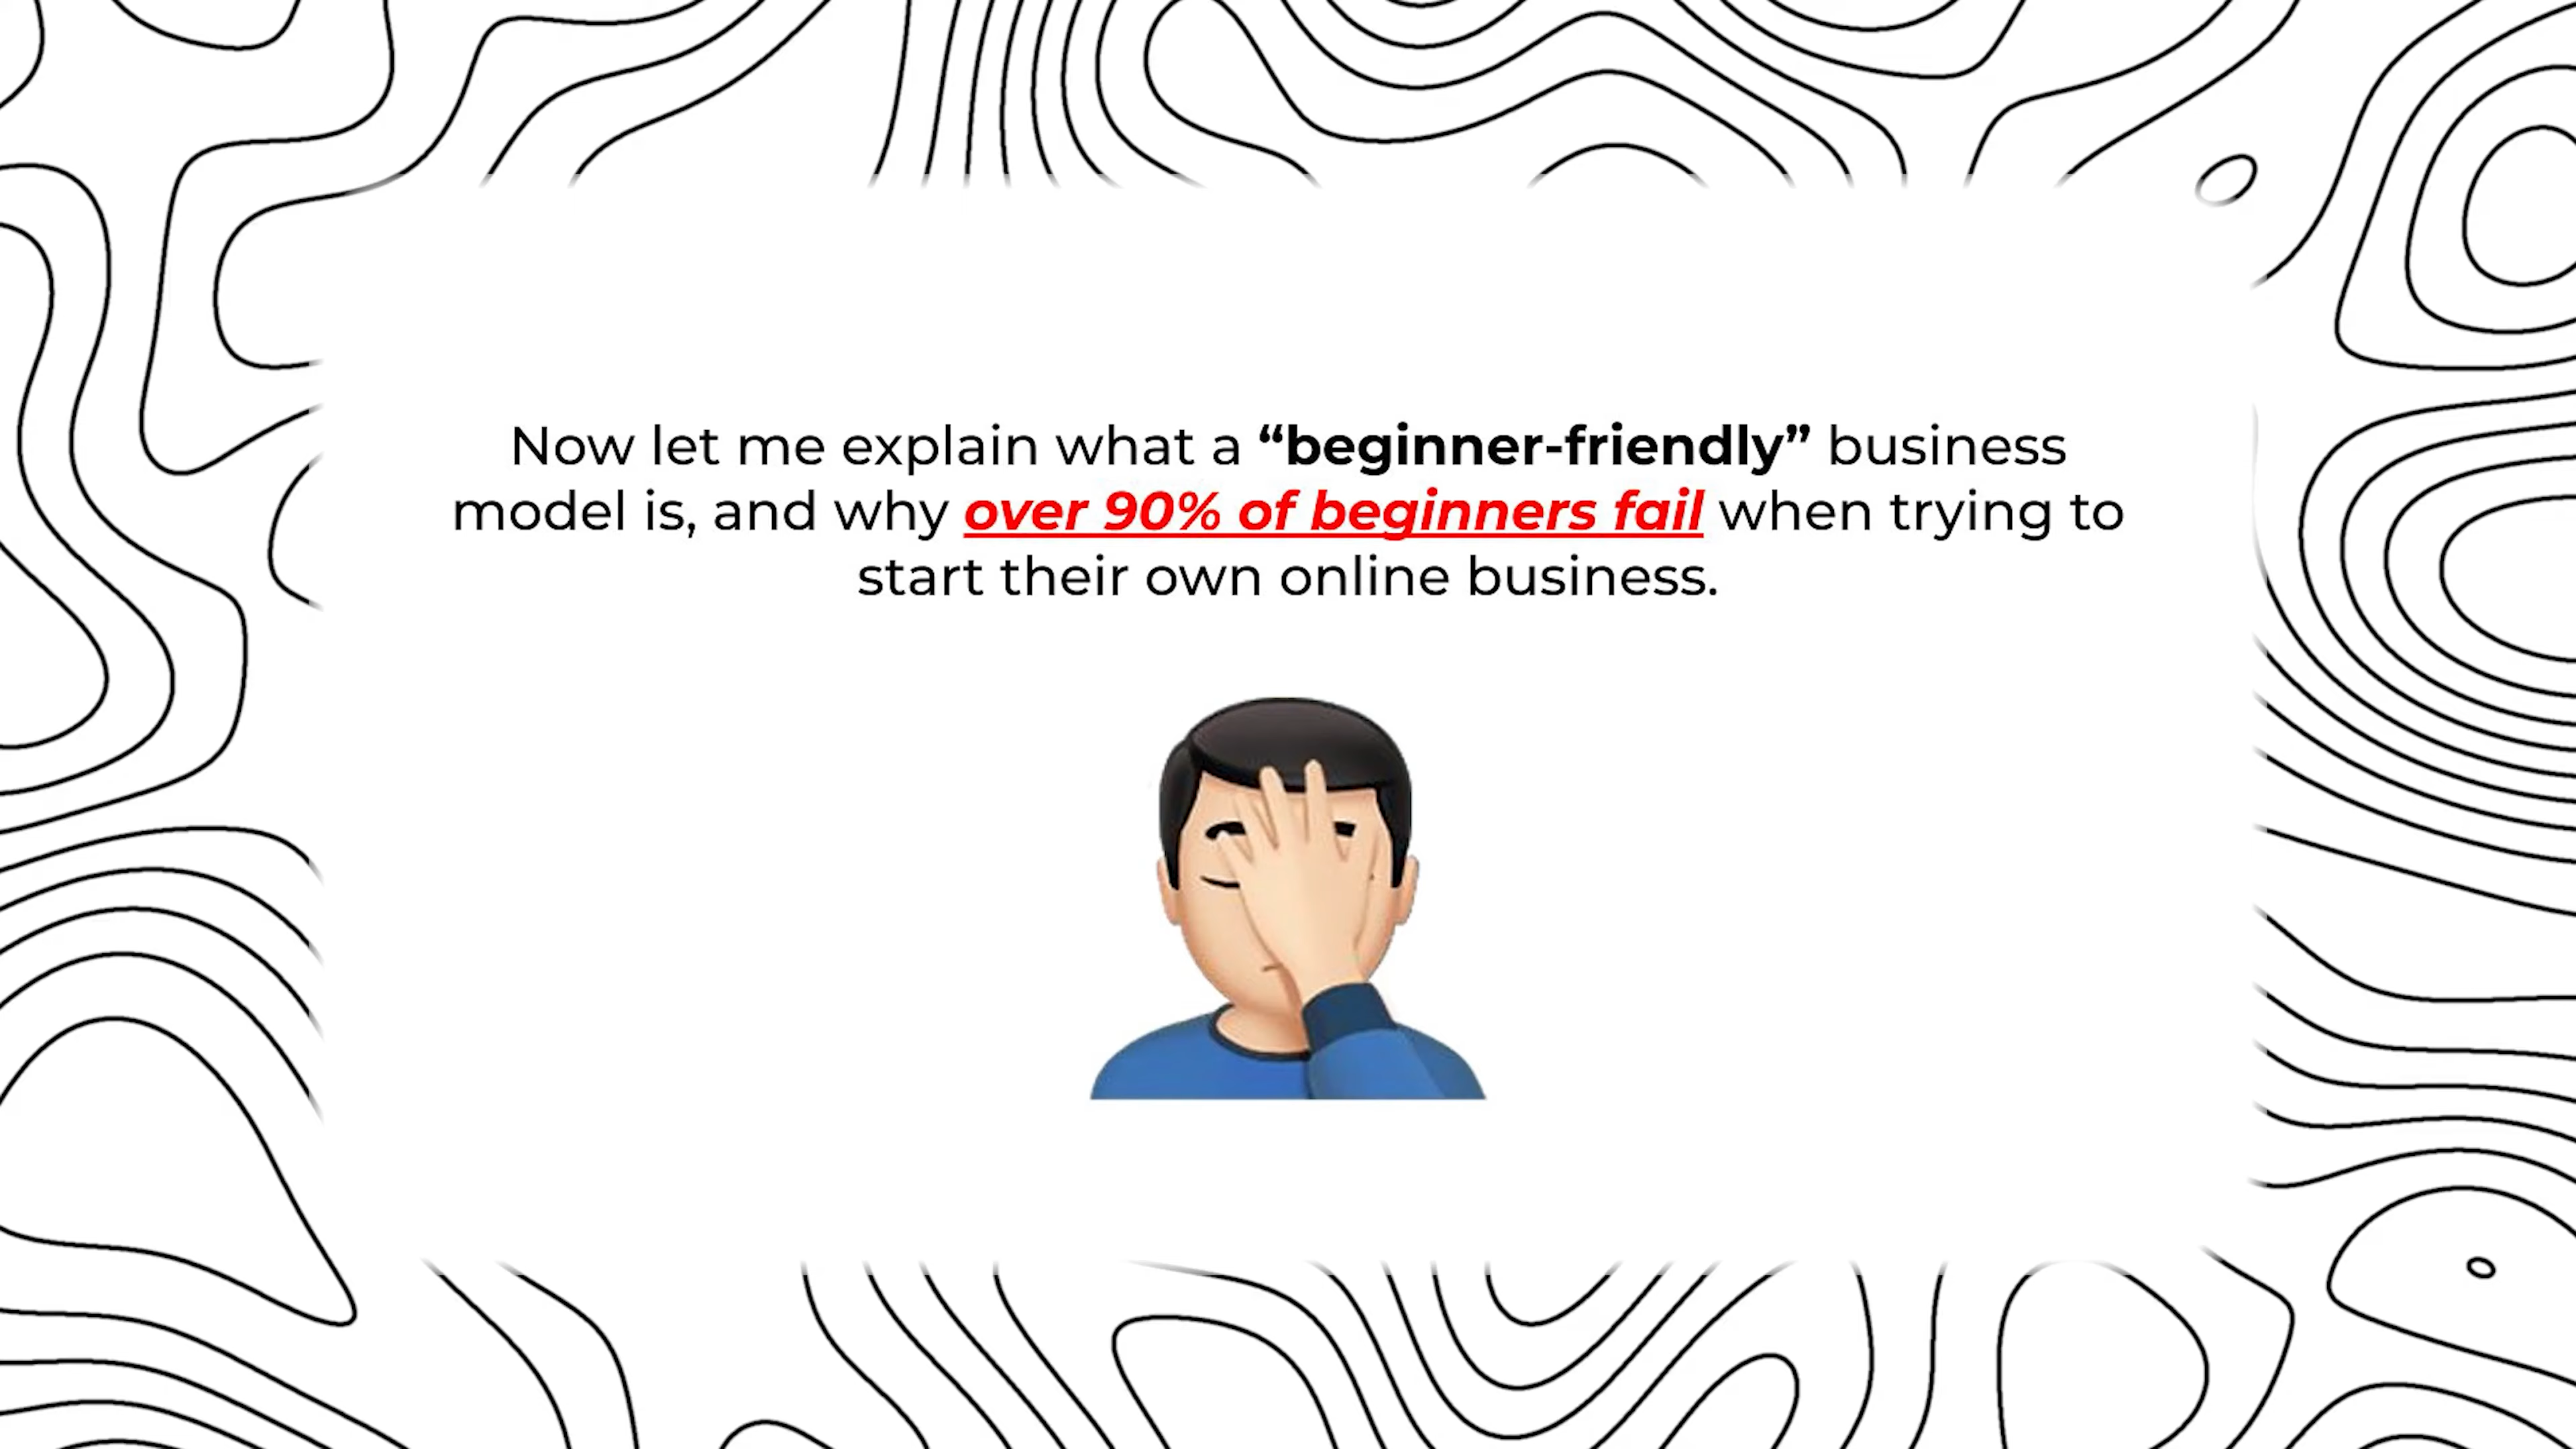 Now let me explain what a “beginner-friendly” business
model is, and why over 90% of beginners fail when trying to
start their own online business.